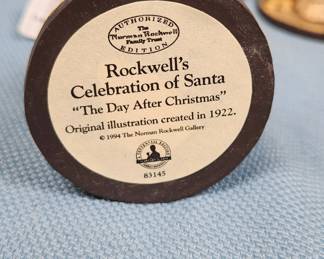 AUTHORIZED
The
Norman Rockwell
Family Trust
EDITION
Rockwell's
Celebration of Santa
"The Day After Christmas"
Original illustration created in 1922.
© 1994 The Norman Rockwell Gallery
83145